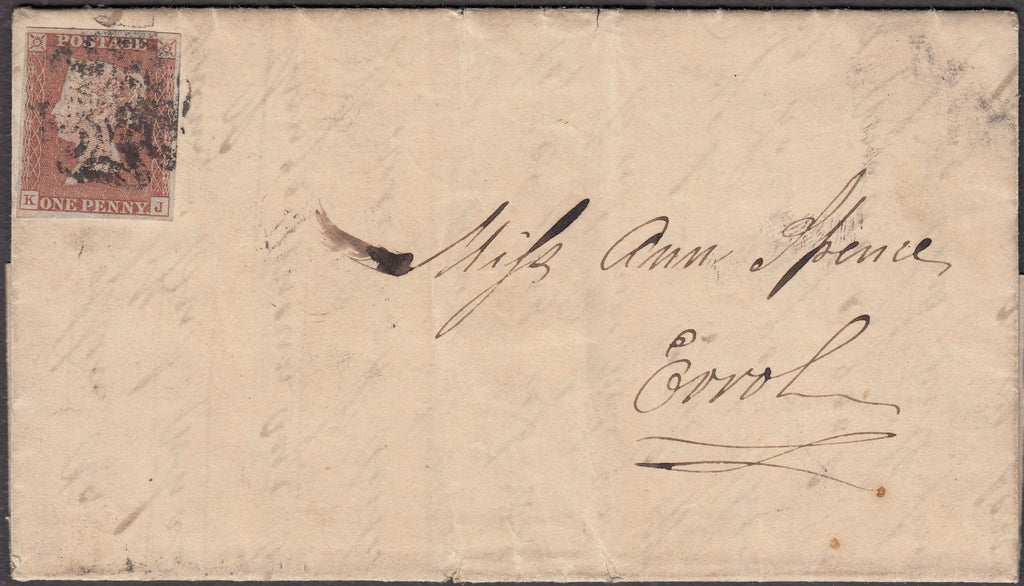 POSTAGE
K ONE PENNY J
Miſs Ann Spence
Errol